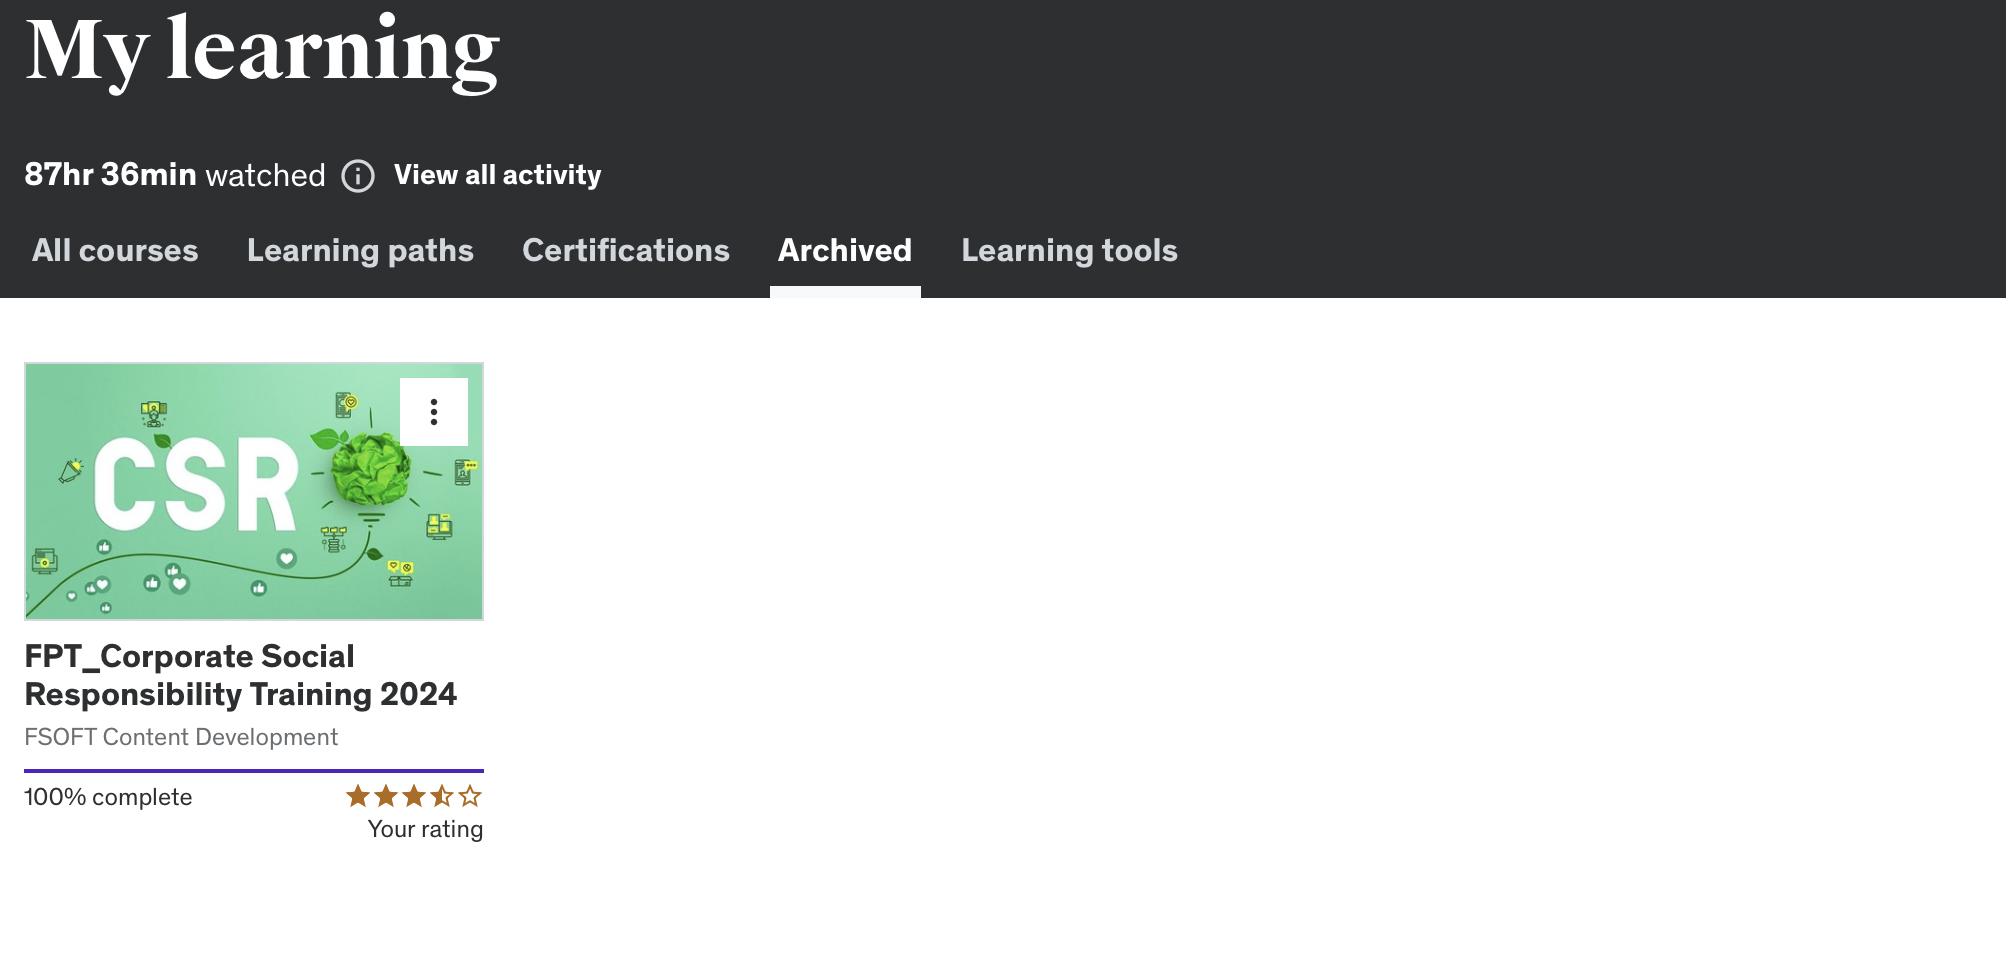 My learning
87hr 36min watched View all activity
All courses Learning paths Certifications Archived Learning tools
CSR
FPT_Corporate Social
Responsibility Training 2024
FSOFT Content Development
100% complete
Your rating